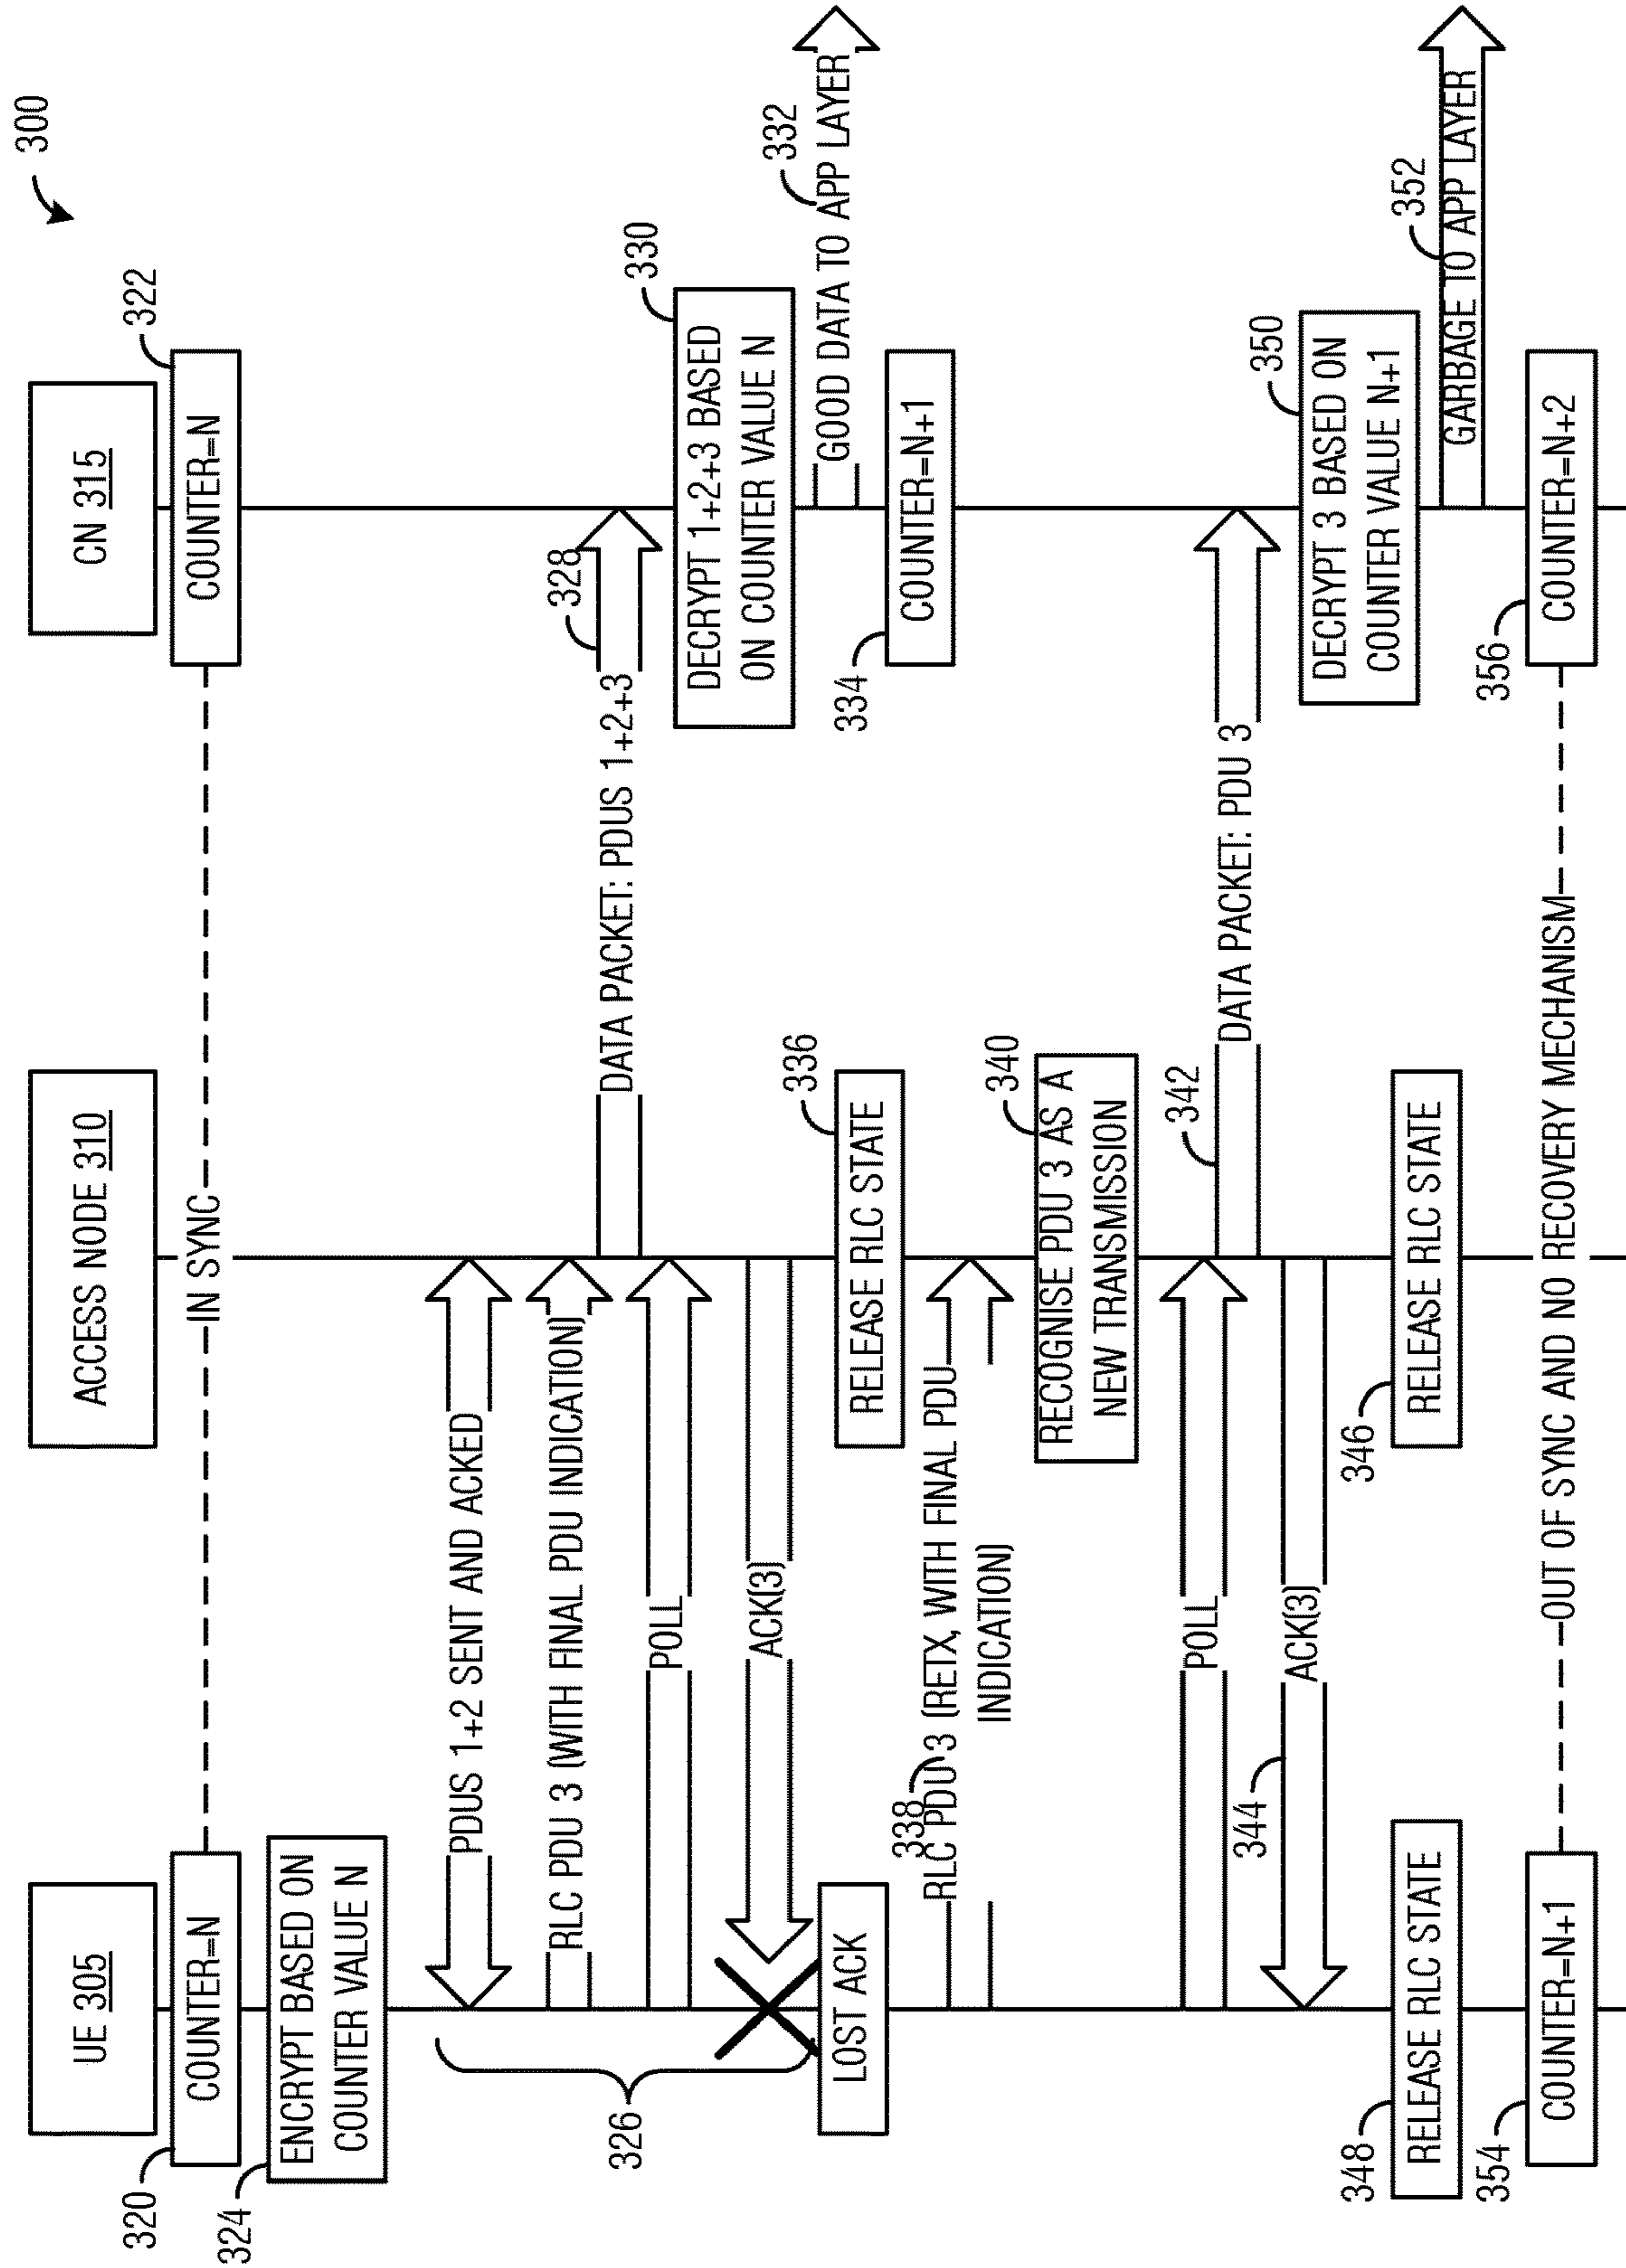 300
UE 305
ACCESS NODE 310
CN 315
320
COUNTER=N
IN SYNC
COUNTER=N
322
324
ENCRYPT BASED ON
COUNTER VALUE N
PDUS 1+2 SENT AND ACKED
RLC PDU 3 (WITH FINAL PDU INDICATION)
326
328
DATA PACKET: PDUS 1+2+3
POLL
330
DECRYPT 1+2+3 BASED
ON COUNTER VALUE N
ACK(3)
332
GOOD DATA TO APP LAYER
LOST ACK
336
RELEASE RLC STATE
334
COUNTER=N+1
338
RLC PDU 3 (RETX, WITH FINAL PDU
INDICATION)
340
RECOGNISE PDU 3 AS A
NEW TRANSMISSION
POLL
342
DATA PACKET: PDU 3
344
ACK(3)
350
DECRYPT 3 BASED ON
COUNTER VALUE N+1
348
RELEASE RLC STATE
346
RELEASE RLC STATE
352
GARBAGE TO APP LAYER
354
COUNTER=N+1
OUT OF SYNC AND NO RECOVERY MECHANISM
356
COUNTER=N+2